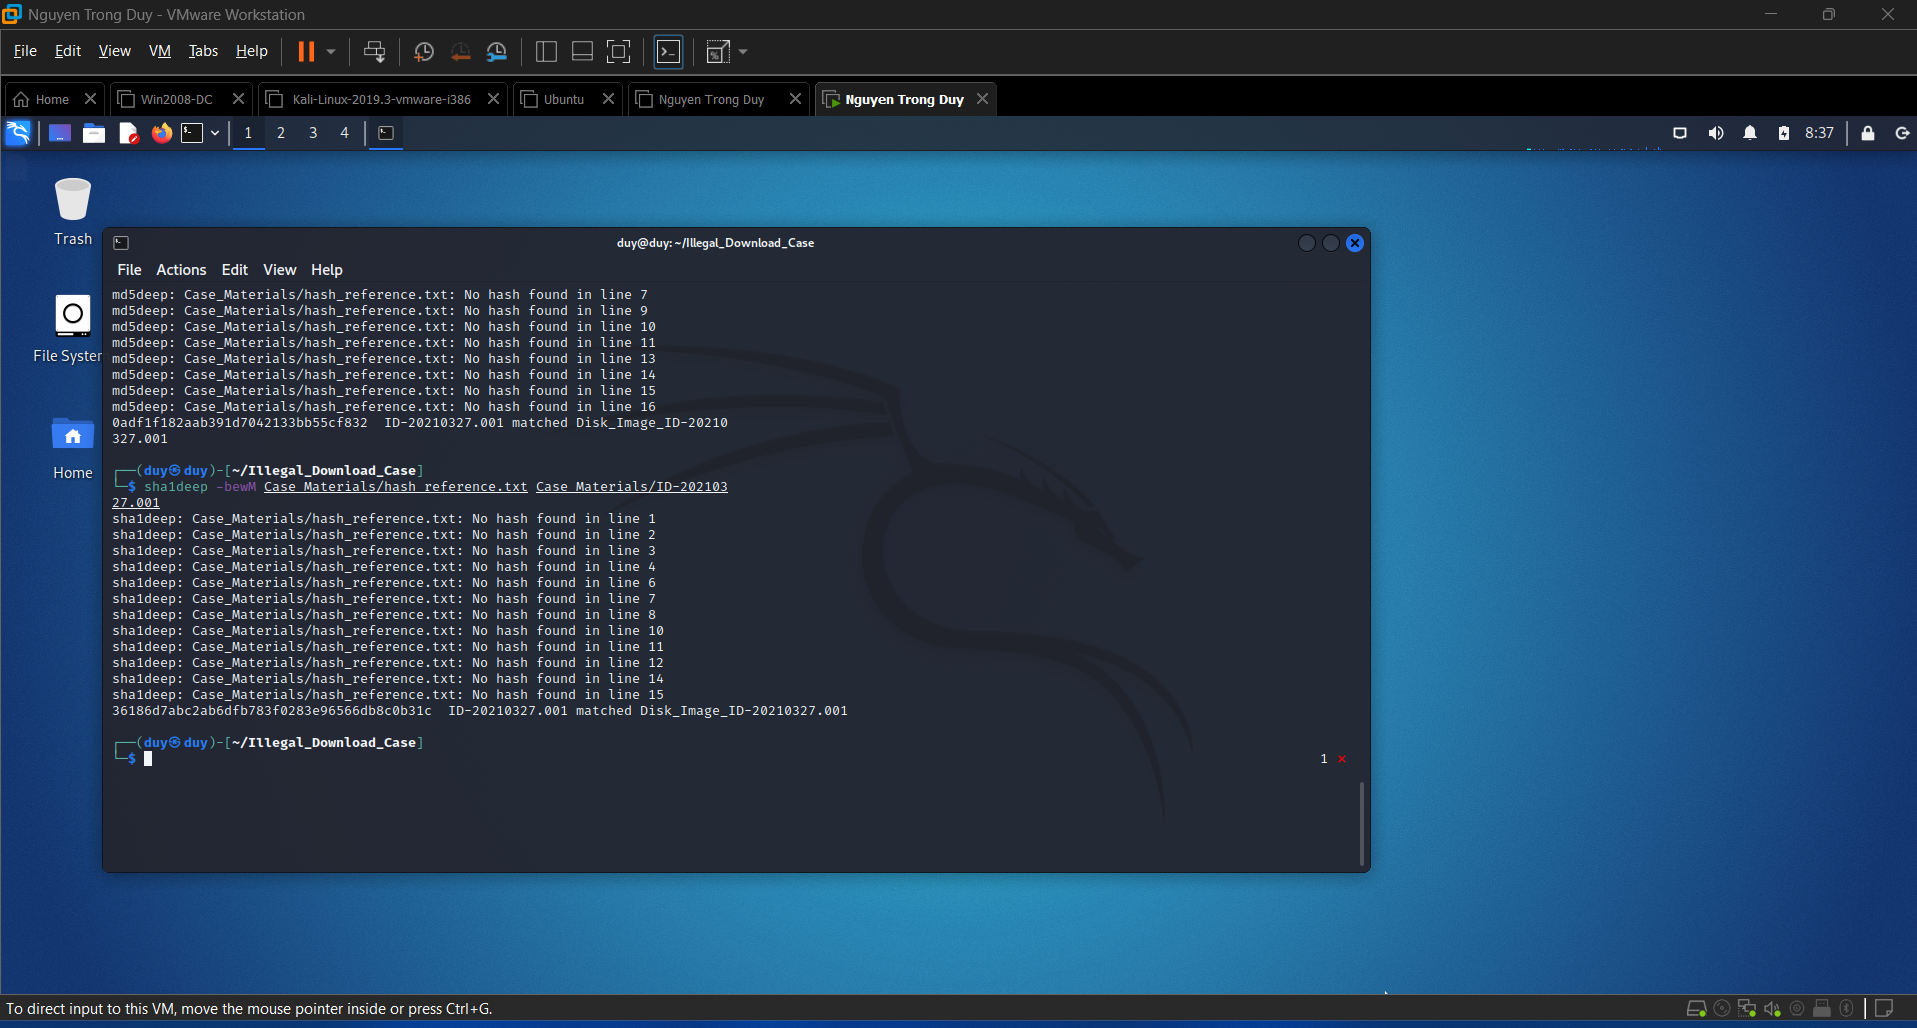 Nguyen Trong Duy - VMware Workstation
File Edit View VM Tabs Help
Home Win2008-DC Kali-Linux-2019.3-vmware-i386 Ubuntu Nguyen Trong Duy Nguyen Trong Duy
1 2 3 4 8:37
Trash
File System
Home
duy@duy: ~/Illegal_Download_Case
File Actions Edit View Help
md5deep: Case_Materials/hash_reference.txt: No hash found in line 7
md5deep: Case_Materials/hash_reference.txt: No hash found in line 9
md5deep: Case_Materials/hash_reference.txt: No hash found in line 10
md5deep: Case_Materials/hash_reference.txt: No hash found in line 11
md5deep: Case_Materials/hash_reference.txt: No hash found in line 13
md5deep: Case_Materials/hash_reference.txt: No hash found in line 14
md5deep: Case_Materials/hash_reference.txt: No hash found in line 15
md5deep: Case_Materials/hash_reference.txt: No hash found in line 16
0adf1f182aab391d7042133bb55cf832  ID-20210327.001 matched Disk_Image_ID-20210
327.001
┌──(duy㉿duy)-[~/Illegal_Download_Case]
└─$ sha1deep -bewM Case_Materials/hash_reference.txt Case_Materials/ID-202103
27.001
sha1deep: Case_Materials/hash_reference.txt: No hash found in line 1
sha1deep: Case_Materials/hash_reference.txt: No hash found in line 2
sha1deep: Case_Materials/hash_reference.txt: No hash found in line 3
sha1deep: Case_Materials/hash_reference.txt: No hash found in line 4
sha1deep: Case_Materials/hash_reference.txt: No hash found in line 6
sha1deep: Case_Materials/hash_reference.txt: No hash found in line 7
sha1deep: Case_Materials/hash_reference.txt: No hash found in line 8
sha1deep: Case_Materials/hash_reference.txt: No hash found in line 10
sha1deep: Case_Materials/hash_reference.txt: No hash found in line 11
sha1deep: Case_Materials/hash_reference.txt: No hash found in line 12
sha1deep: Case_Materials/hash_reference.txt: No hash found in line 14
sha1deep: Case_Materials/hash_reference.txt: No hash found in line 15
36186d7abc2ab6dfb783f0283e96566db8c0b31c  ID-20210327.001 matched Disk_Image_ID-20210327.001
┌──(duy㉿duy)-[~/Illegal_Download_Case]
└─$ 1 ⨯
To direct input to this VM, move the mouse pointer inside or press Ctrl+G.